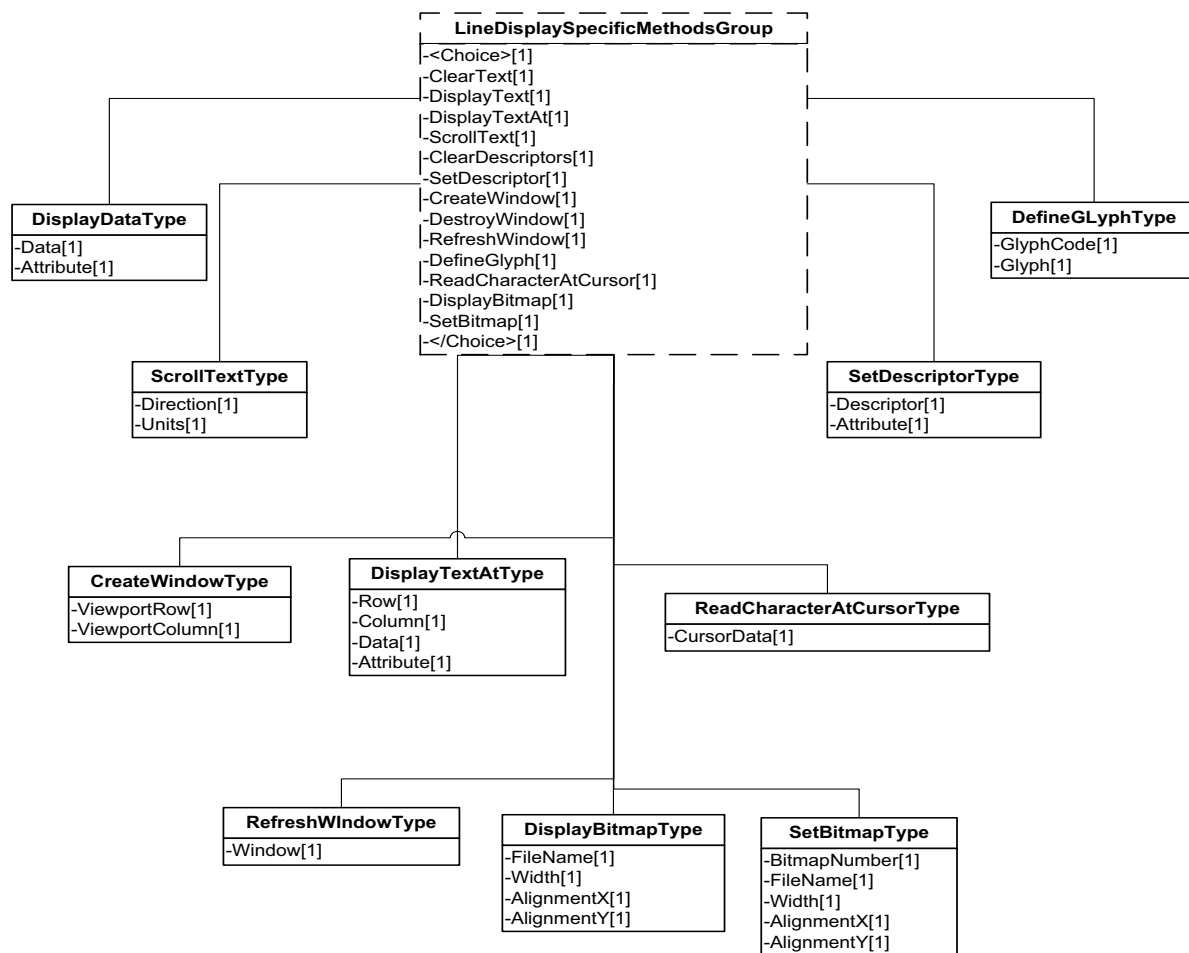 LineDisplaySpecificMethodsGroup
-<Choice>[1]
-ClearText[1]
-DisplayText[1]
-DisplayTextAt[1]
-ScrollText[1]
-ClearDescriptors[1]
-SetDescriptor[1]
-CreateWindow[1]
-DestroyWindow[1]
-RefreshWindow[1]
-DefineGlyph[1]
-ReadCharacterAtCursor[1]
-DisplayBitmap[1]
-SetBitmap[1]
-</Choice>[1]
DisplayDataType
-Data[1]
-Attribute[1]
DefineGLyphType
-GlyphCode[1]
-Glyph[1]
ScrollTextType
-Direction[1]
-Units[1]
SetDescriptorType
-Descriptor[1]
-Attribute[1]
CreateWindowType
-ViewportRow[1]
-ViewportColumn[1]
DisplayTextAtType
-Row[1]
-Column[1]
-Data[1]
-Attribute[1]
ReadCharacterAtCursorType
-CursorData[1]
RefreshWIndowType
-Window[1]
DisplayBitmapType
-FileName[1]
-Width[1]
-AlignmentX[1]
-AlignmentY[1]
SetBitmapType
-BitmapNumber[1]
-FileName[1]
-Width[1]
-AlignmentX[1]
-AlignmentY[1]